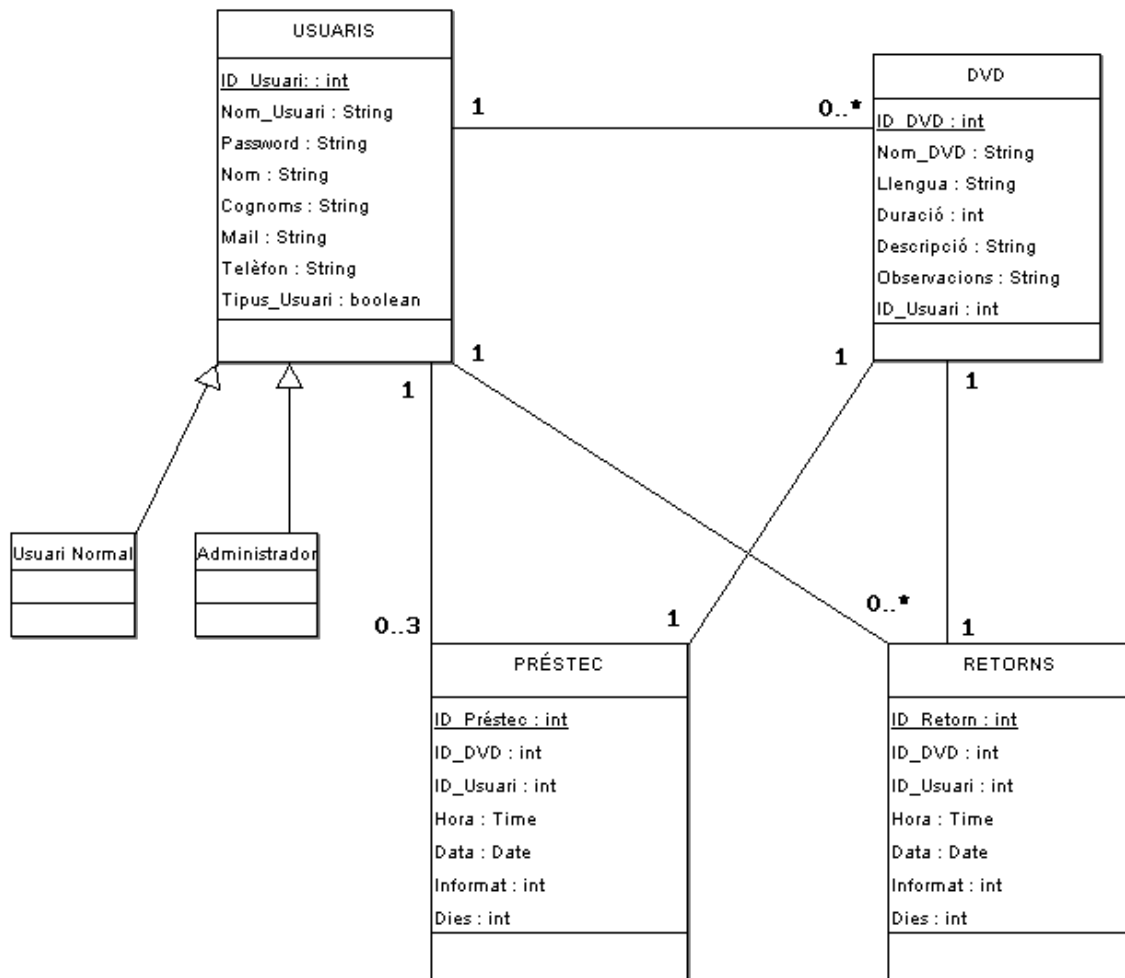 USUARIS
ID_Usuari: : int
Nom_Usuari : String
Password : String
Nom : String
Cognoms : String
Mail : String
Telèfon : String
Tipus_Usuari : boolean
DVD
ID_DVD : int
Nom_DVD : String
Llengua : String
Duració : int
Descripció : String
Observacions : String
ID_Usuari : int
1
0..*
1
1
1
1
Usuari Normal
Administrador
0..3
1
0..*
1
PRÉSTEC
ID_Préstec : int
ID_DVD : int
ID_Usuari : int
Hora : Time
Data : Date
Informat : int
Dies : int
RETORNS
ID_Retorn : int
ID_DVD : int
ID_Usuari : int
Hora : Time
Data : Date
Informat : int
Dies : int